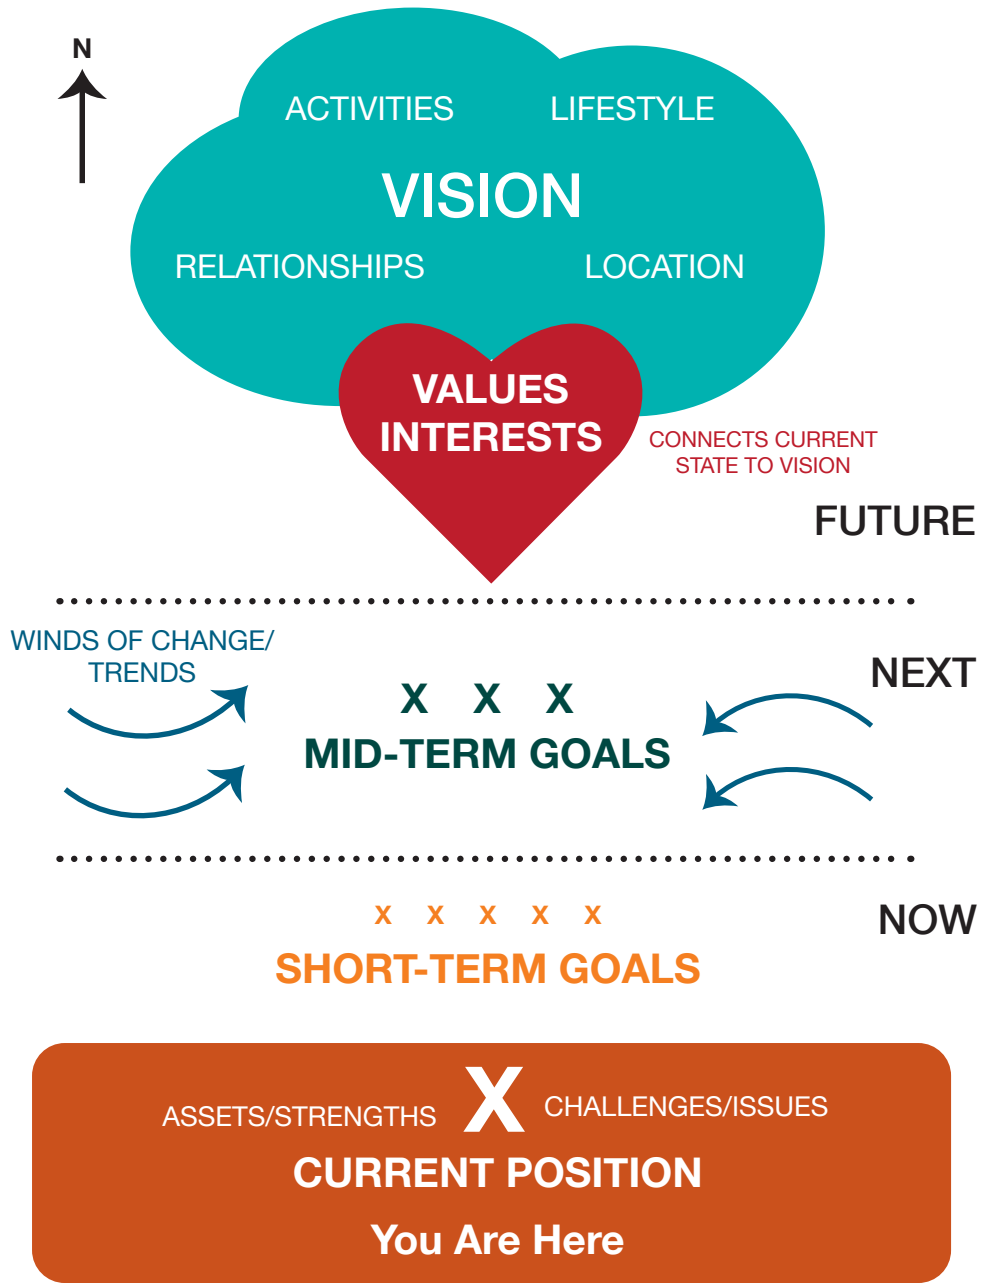 N
ACTIVITIES LIFESTYLE
VISION
RELATIONSHIPS LOCATION
VALUES
INTERESTS
CONNECTS CURRENT
STATE TO VISION
FUTURE
WINDS OF CHANGE/
TRENDS
NEXT
X X X
MID-TERM GOALS
NOW
X X X X X
SHORT-TERM GOALS
ASSETS/STRENGTHS X CHALLENGES/ISSUES
CURRENT POSITION
You Are Here